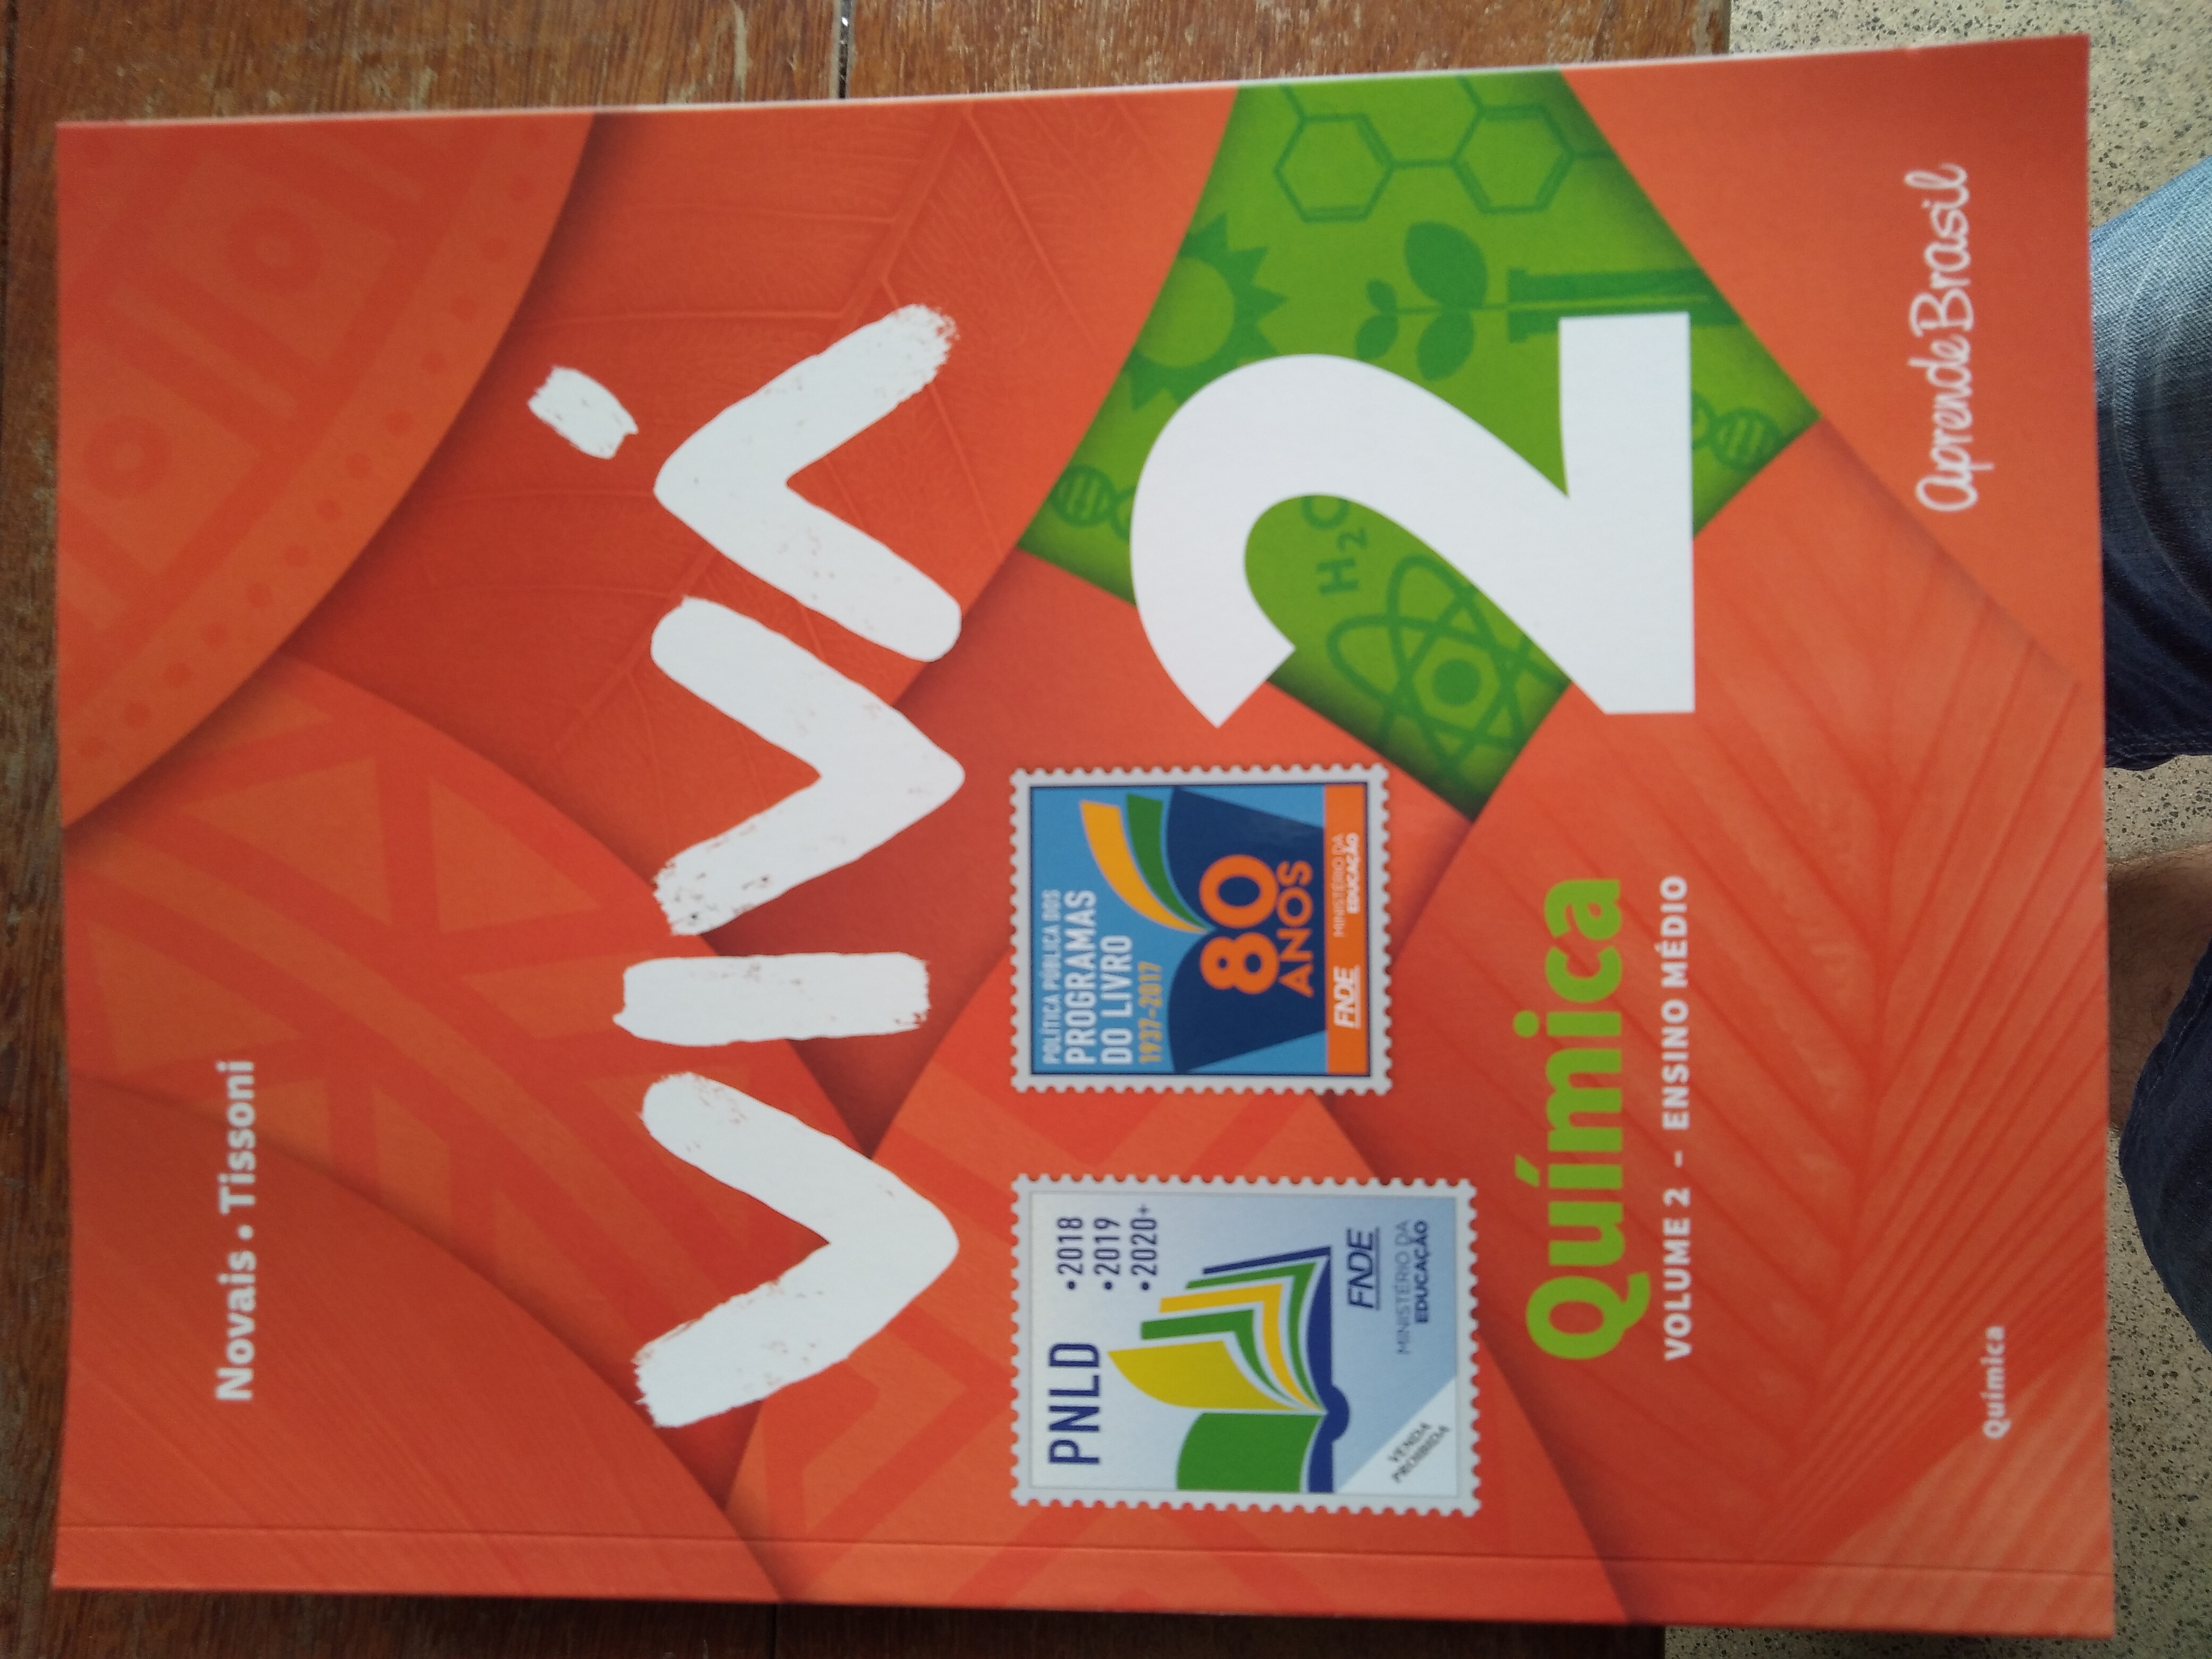 Novais • Tissoni
VIVÁ
PNLD
•2018
•2019
•2020+
FNDE
MINISTÉRIO DA
EDUCAÇÃO
VENDA
PROIBIDA
POLÍTICA PÚBLICA DOS
PROGRAMAS
DO LIVRO
1937-2017
80
ANOS
FNDE
MINISTÉRIO DA
EDUCAÇÃO
2
H₂O
Química
VOLUME 2 – ENSINO MÉDIO
aprendeBrasil
Química